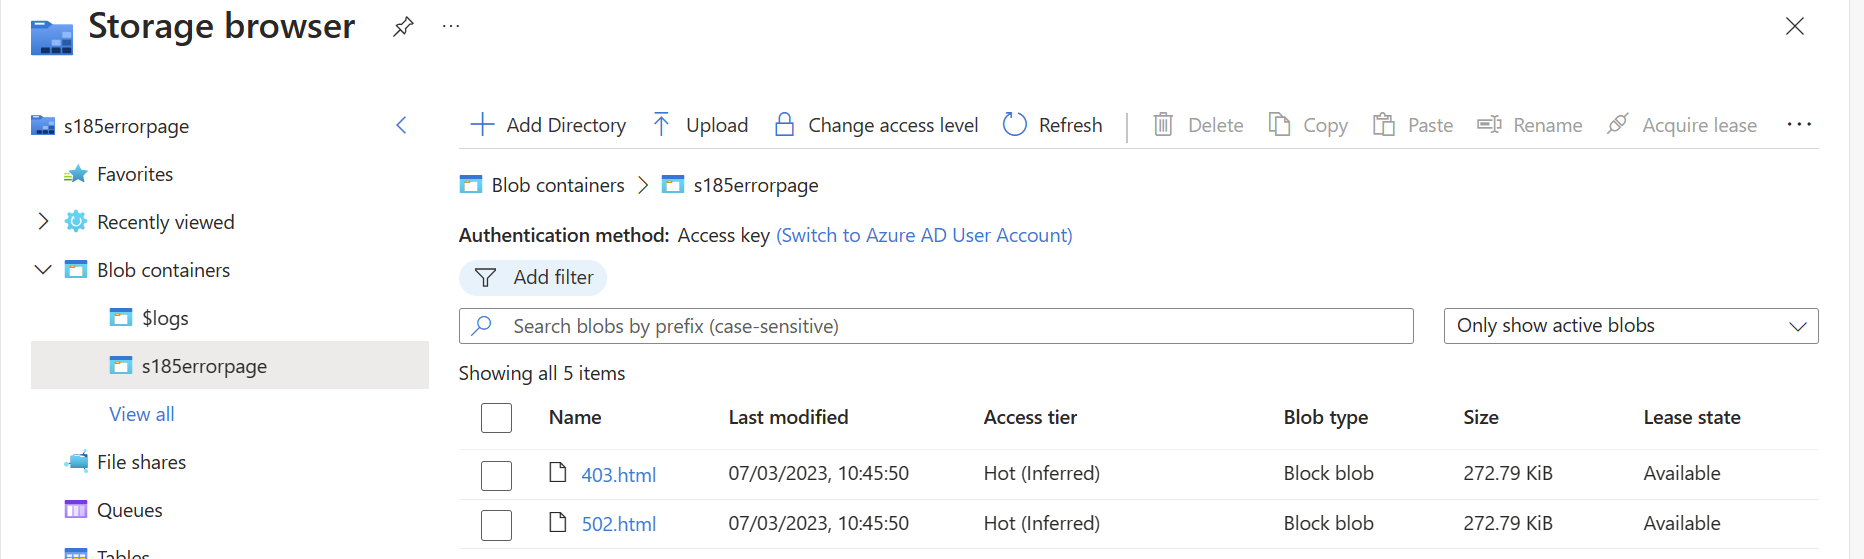 Storage browser
s185errorpage
Favorites
Recently viewed
Blob containers
$logs
s185errorpage
View all
File shares
Queues
Tables
Add Directory Upload Change access level Refresh Delete Copy Paste Rename Acquire lease
Blob containers s185errorpage
Authentication method: Access key (Switch to Azure AD User Account)
Add filter
Search blobs by prefix (case-sensitive) Only show active blobs
Showing all 5 items
Name Last modified Access tier Blob type Size Lease state
403.html 07/03/2023, 10:45:50 Hot (Inferred) Block blob 272.79 KiB Available
502.html 07/03/2023, 10:45:50 Hot (Inferred) Block blob 272.79 KiB Available